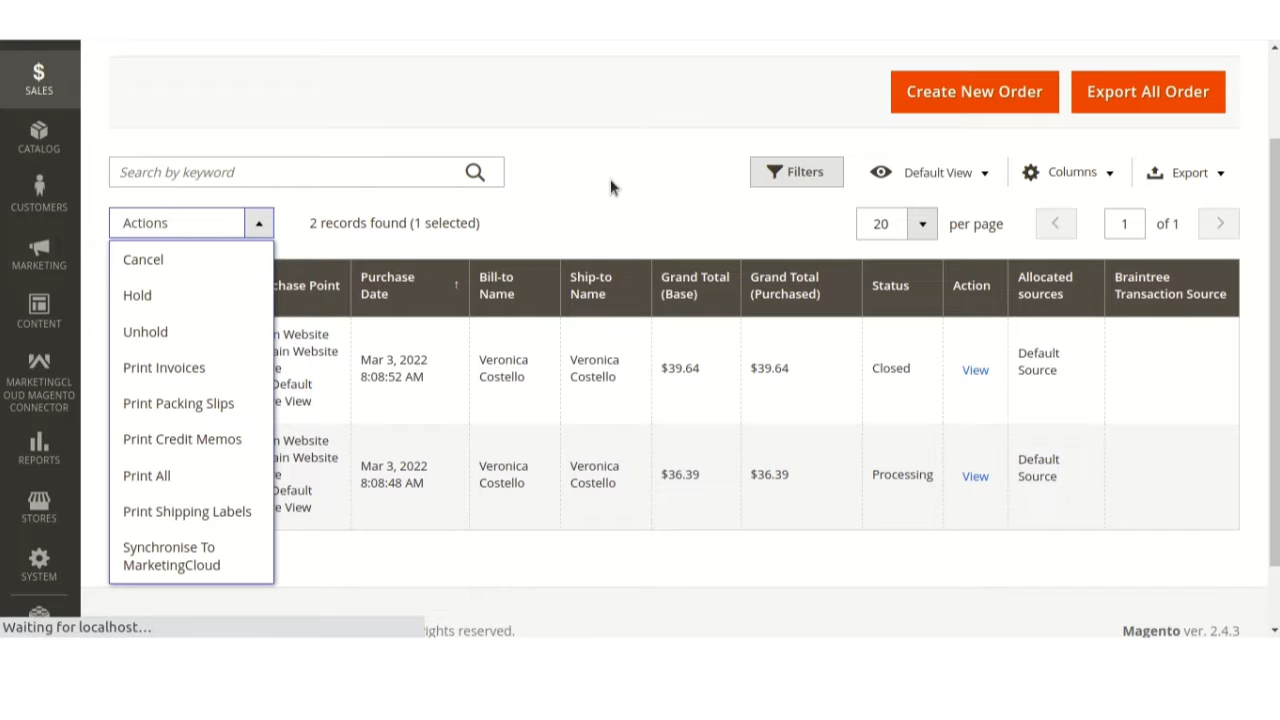 $
SALES
CATALOG
CUSTOMERS
MARKETING
CONTENT
MARKETINGCL
OUD MAGENTO
CONNECTOR
REPORTS
STORES
SYSTEM
Create New Order
Export All Order
Search by keyword
Filters
Default View
Columns
Export
Actions
2 records found (1 selected)
20
per page
1
of 1
Cancel
Hold
Unhold
Print Invoices
Print Packing Slips
Print Credit Memos
Print All
Print Shipping Labels
Synchronise To
MarketingCloud
chase Point
Purchase
Date
Bill-to
Name
Ship-to
Name
Grand Total
(Base)
Grand Total
(Purchased)
Status
Action
Allocated
sources
Braintree
Transaction Source
n Website
ain Website
e
Default
e View
Mar 3, 2022
8:08:52 AM
Veronica
Costello
Veronica
Costello
$39.64
$39.64
Closed
View
Default
Source
n Website
ain Website
e
Default
e View
Mar 3, 2022
8:08:48 AM
Veronica
Costello
Veronica
Costello
$36.39
$36.39
Processing
View
Default
Source
Waiting for localhost...
ights reserved.
Magento ver. 2.4.3